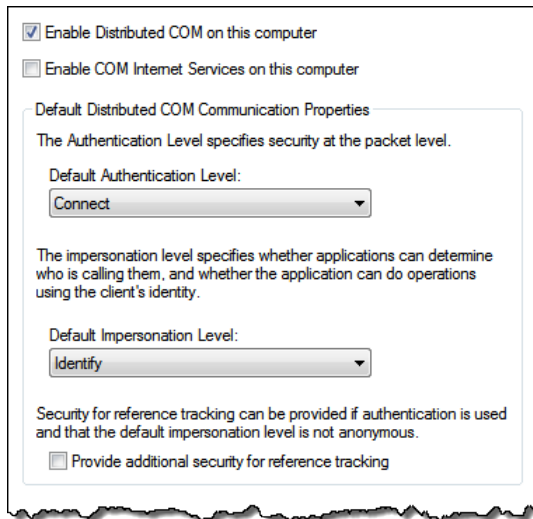 Enable Distributed COM on this computer
Enable COM Internet Services on this computer
Default Distributed COM Communication Properties
The Authentication Level specifies security at the packet level.
Default Authentication Level:
Connect
The impersonation level specifies whether applications can determine
who is calling them, and whether the application can do operations
using the client's identity.
Default Impersonation Level:
Identify
Security for reference tracking can be provided if authentication is used
and that the default impersonation level is not anonymous.
Provide additional security for reference tracking